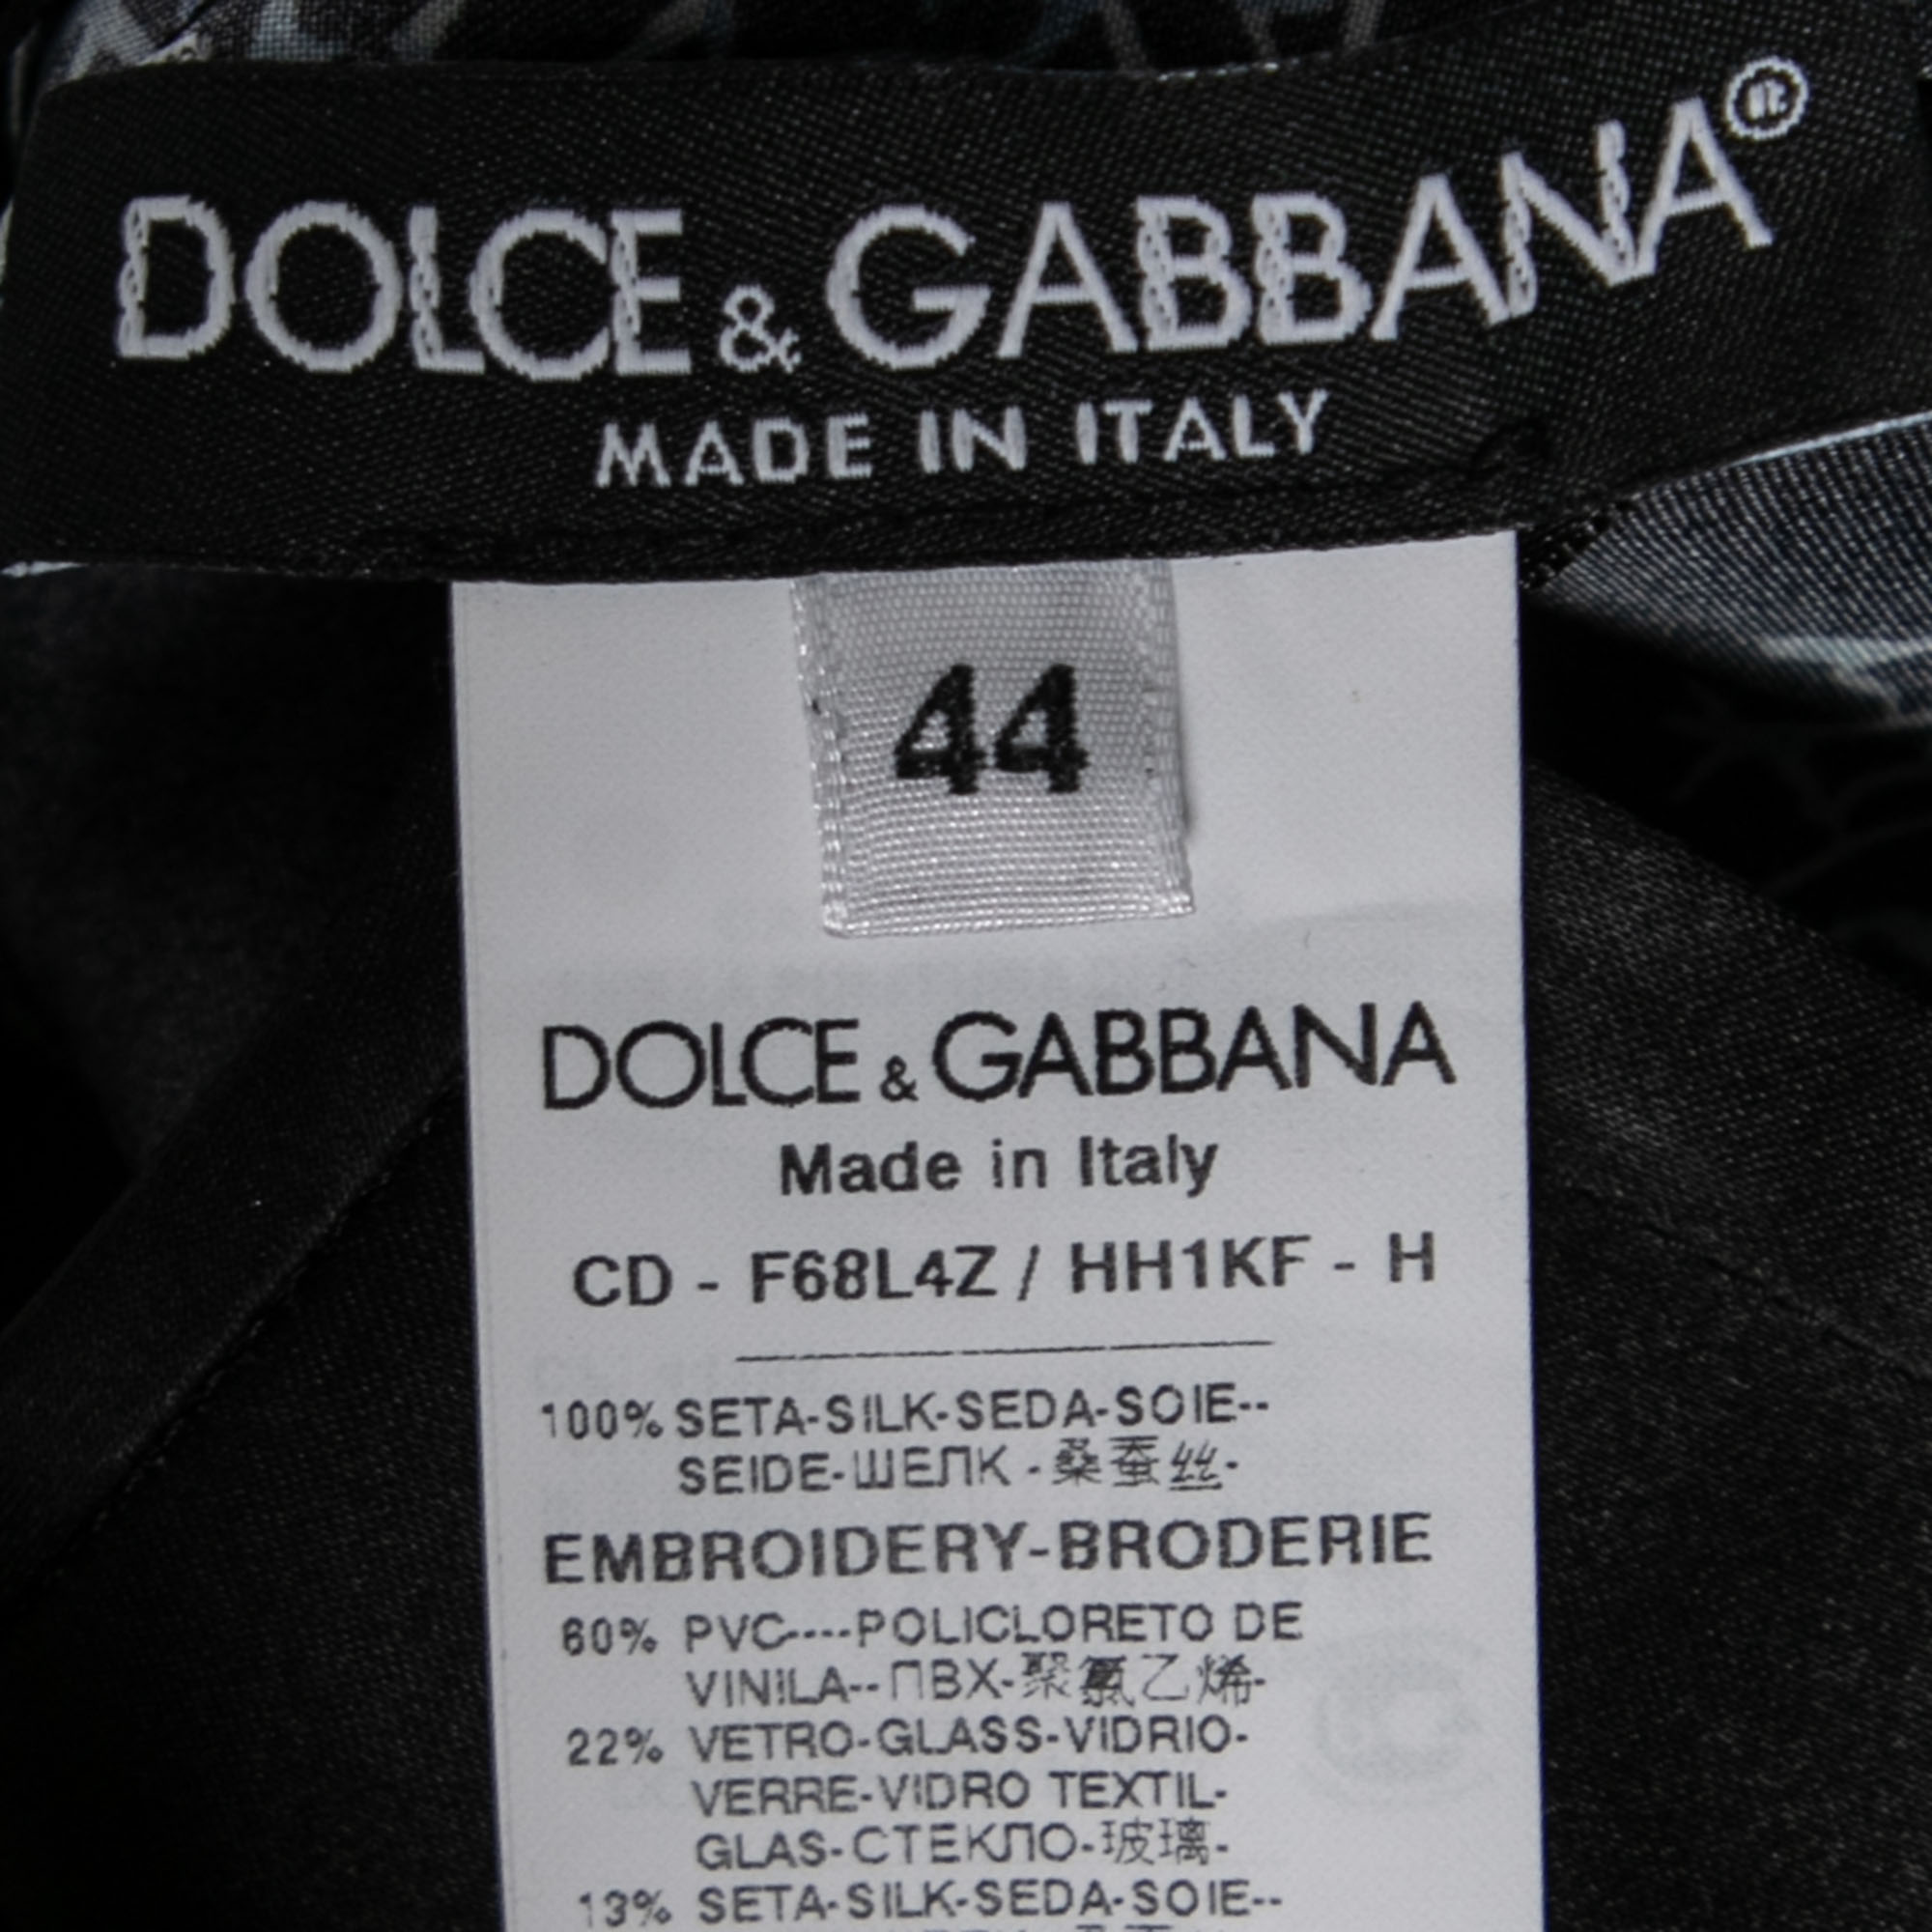 DOLCE & GABBANA®
MADE IN ITALY
44
DOLCE & GABBANA
Made in Italy
CD - F68L4Z / HH1KF - H
100% SETA-SILK-SEDA-SOIE--
SEIDE-ШЕЛК -桑蚕丝-
EMBROIDERY-BRODERIE
60% PVC----POLICLORETO DE
VINILA--ПВХ-聚氯乙烯-
22% VETRO-GLASS-VIDRIO-
VERRE-VIDRO TEXTIL-
GLAS-СТЕКЛО-玻璃-
13% SETA-SILK-SEDA-SOIE--